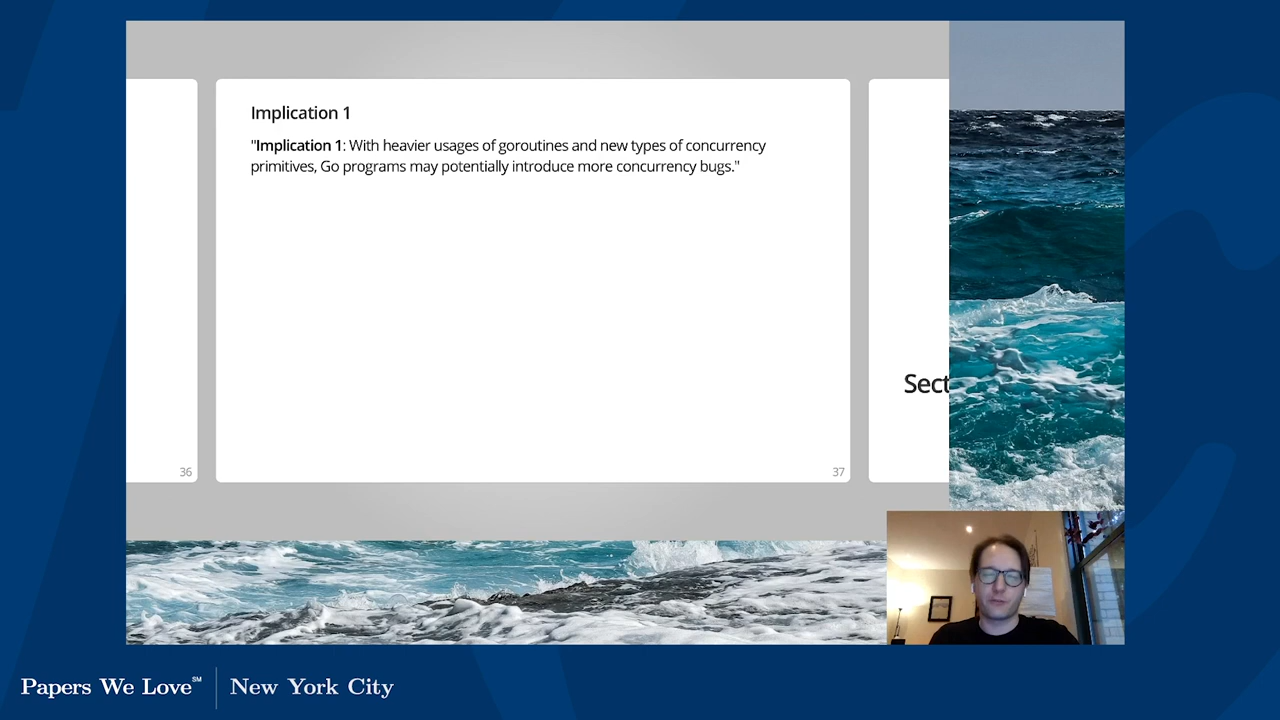 Implication 1
"Implication 1: With heavier usages of goroutines and new types of concurrency
primitives, Go programs may potentially introduce more concurrency bugs."
36
37
Sect
Papers We Love℠
New York City